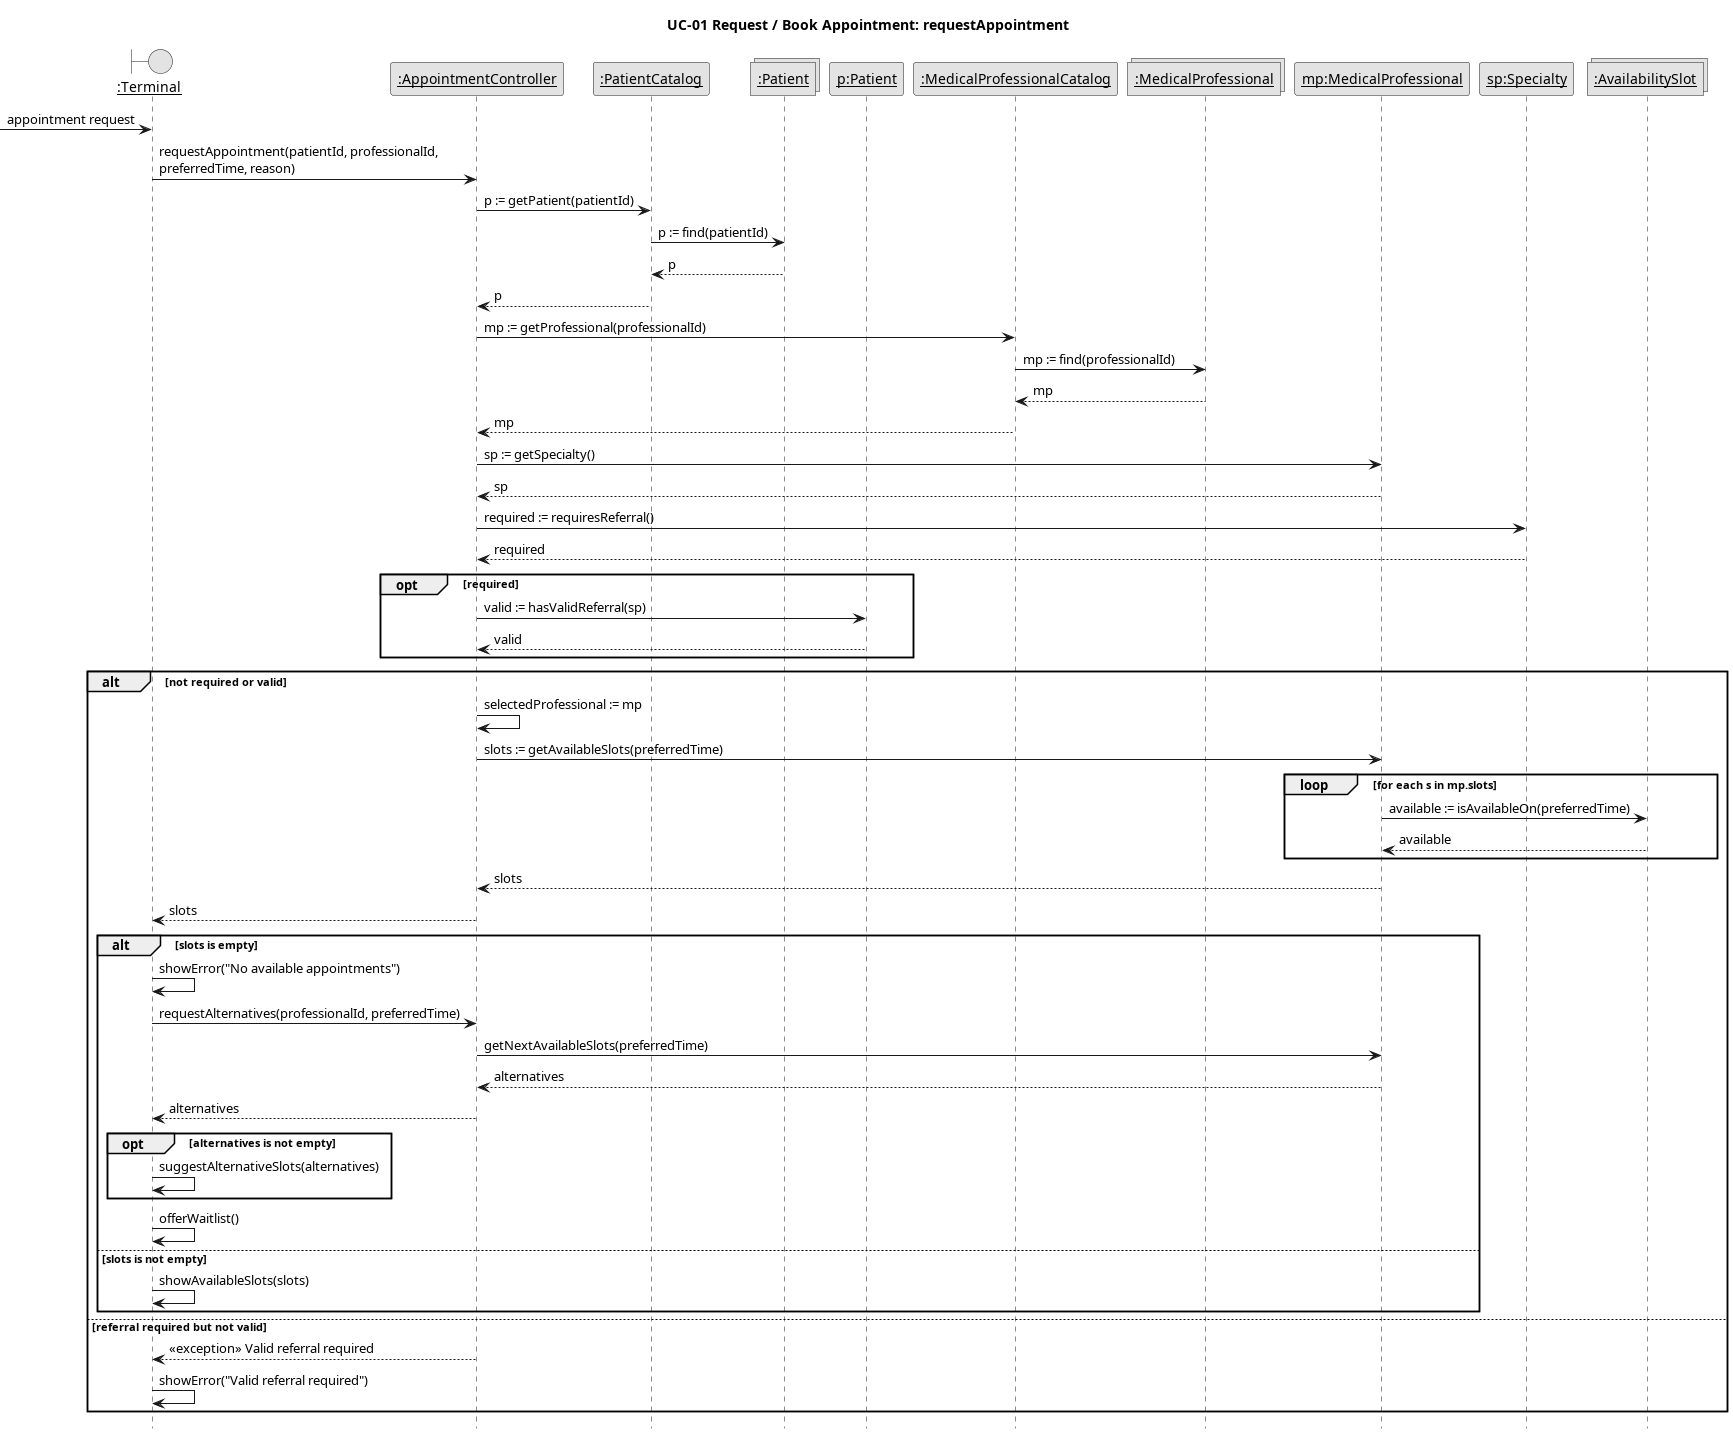 UC-01 Request / Book Appointment: requestAppointment
:Terminal
:AppointmentController
:PatientCatalog
:Patient
p:Patient
:MedicalProfessionalCatalog
:MedicalProfessional
mp:MedicalProfessional
sp:Specialty
:AvailabilitySlot
appointment request
requestAppointment(patientId, professionalId,
preferredTime, reason)
p := getPatient(patientId)
p := find(patientId)
p
p
mp := getProfessional(professionalId)
mp := find(professionalId)
mp
mp
sp := getSpecialty()
sp
required := requiresReferral()
required
opt [required]
valid := hasValidReferral(sp)
valid
alt [not required or valid]
selectedProfessional := mp
slots := getAvailableSlots(preferredTime)
loop [for each s in mp.slots]
available := isAvailableOn(preferredTime)
available
slots
slots
alt [slots is empty]
showError("No available appointments")
requestAlternatives(professionalId, preferredTime)
getNextAvailableSlots(preferredTime)
alternatives
alternatives
opt [alternatives is not empty]
suggestAlternativeSlots(alternatives)
offerWaitlist()
[slots is not empty]
showAvailableSlots(slots)
[referral required but not valid]
«exception» Valid referral required
showError("Valid referral required")